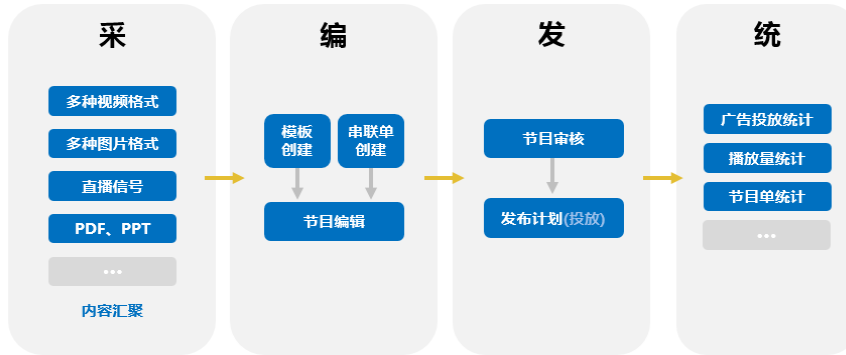 采
多种视频格式
多种图片格式
直播信号
PDF、PPT
...
内容汇聚
编
模板
创建
串联单
创建
节目编辑
发
节目审核
发布计划(投放)
统
广告投放统计
播放量统计
节目单统计
...